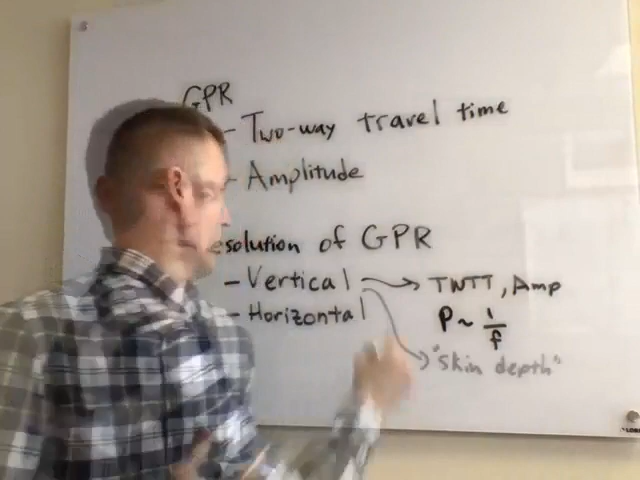 GPR
- Two-way travel time
- Amplitude
esolution of GPR
- Vertical → TWTT, Amp
- Horizontal P ~ 1/f
"skin depth"